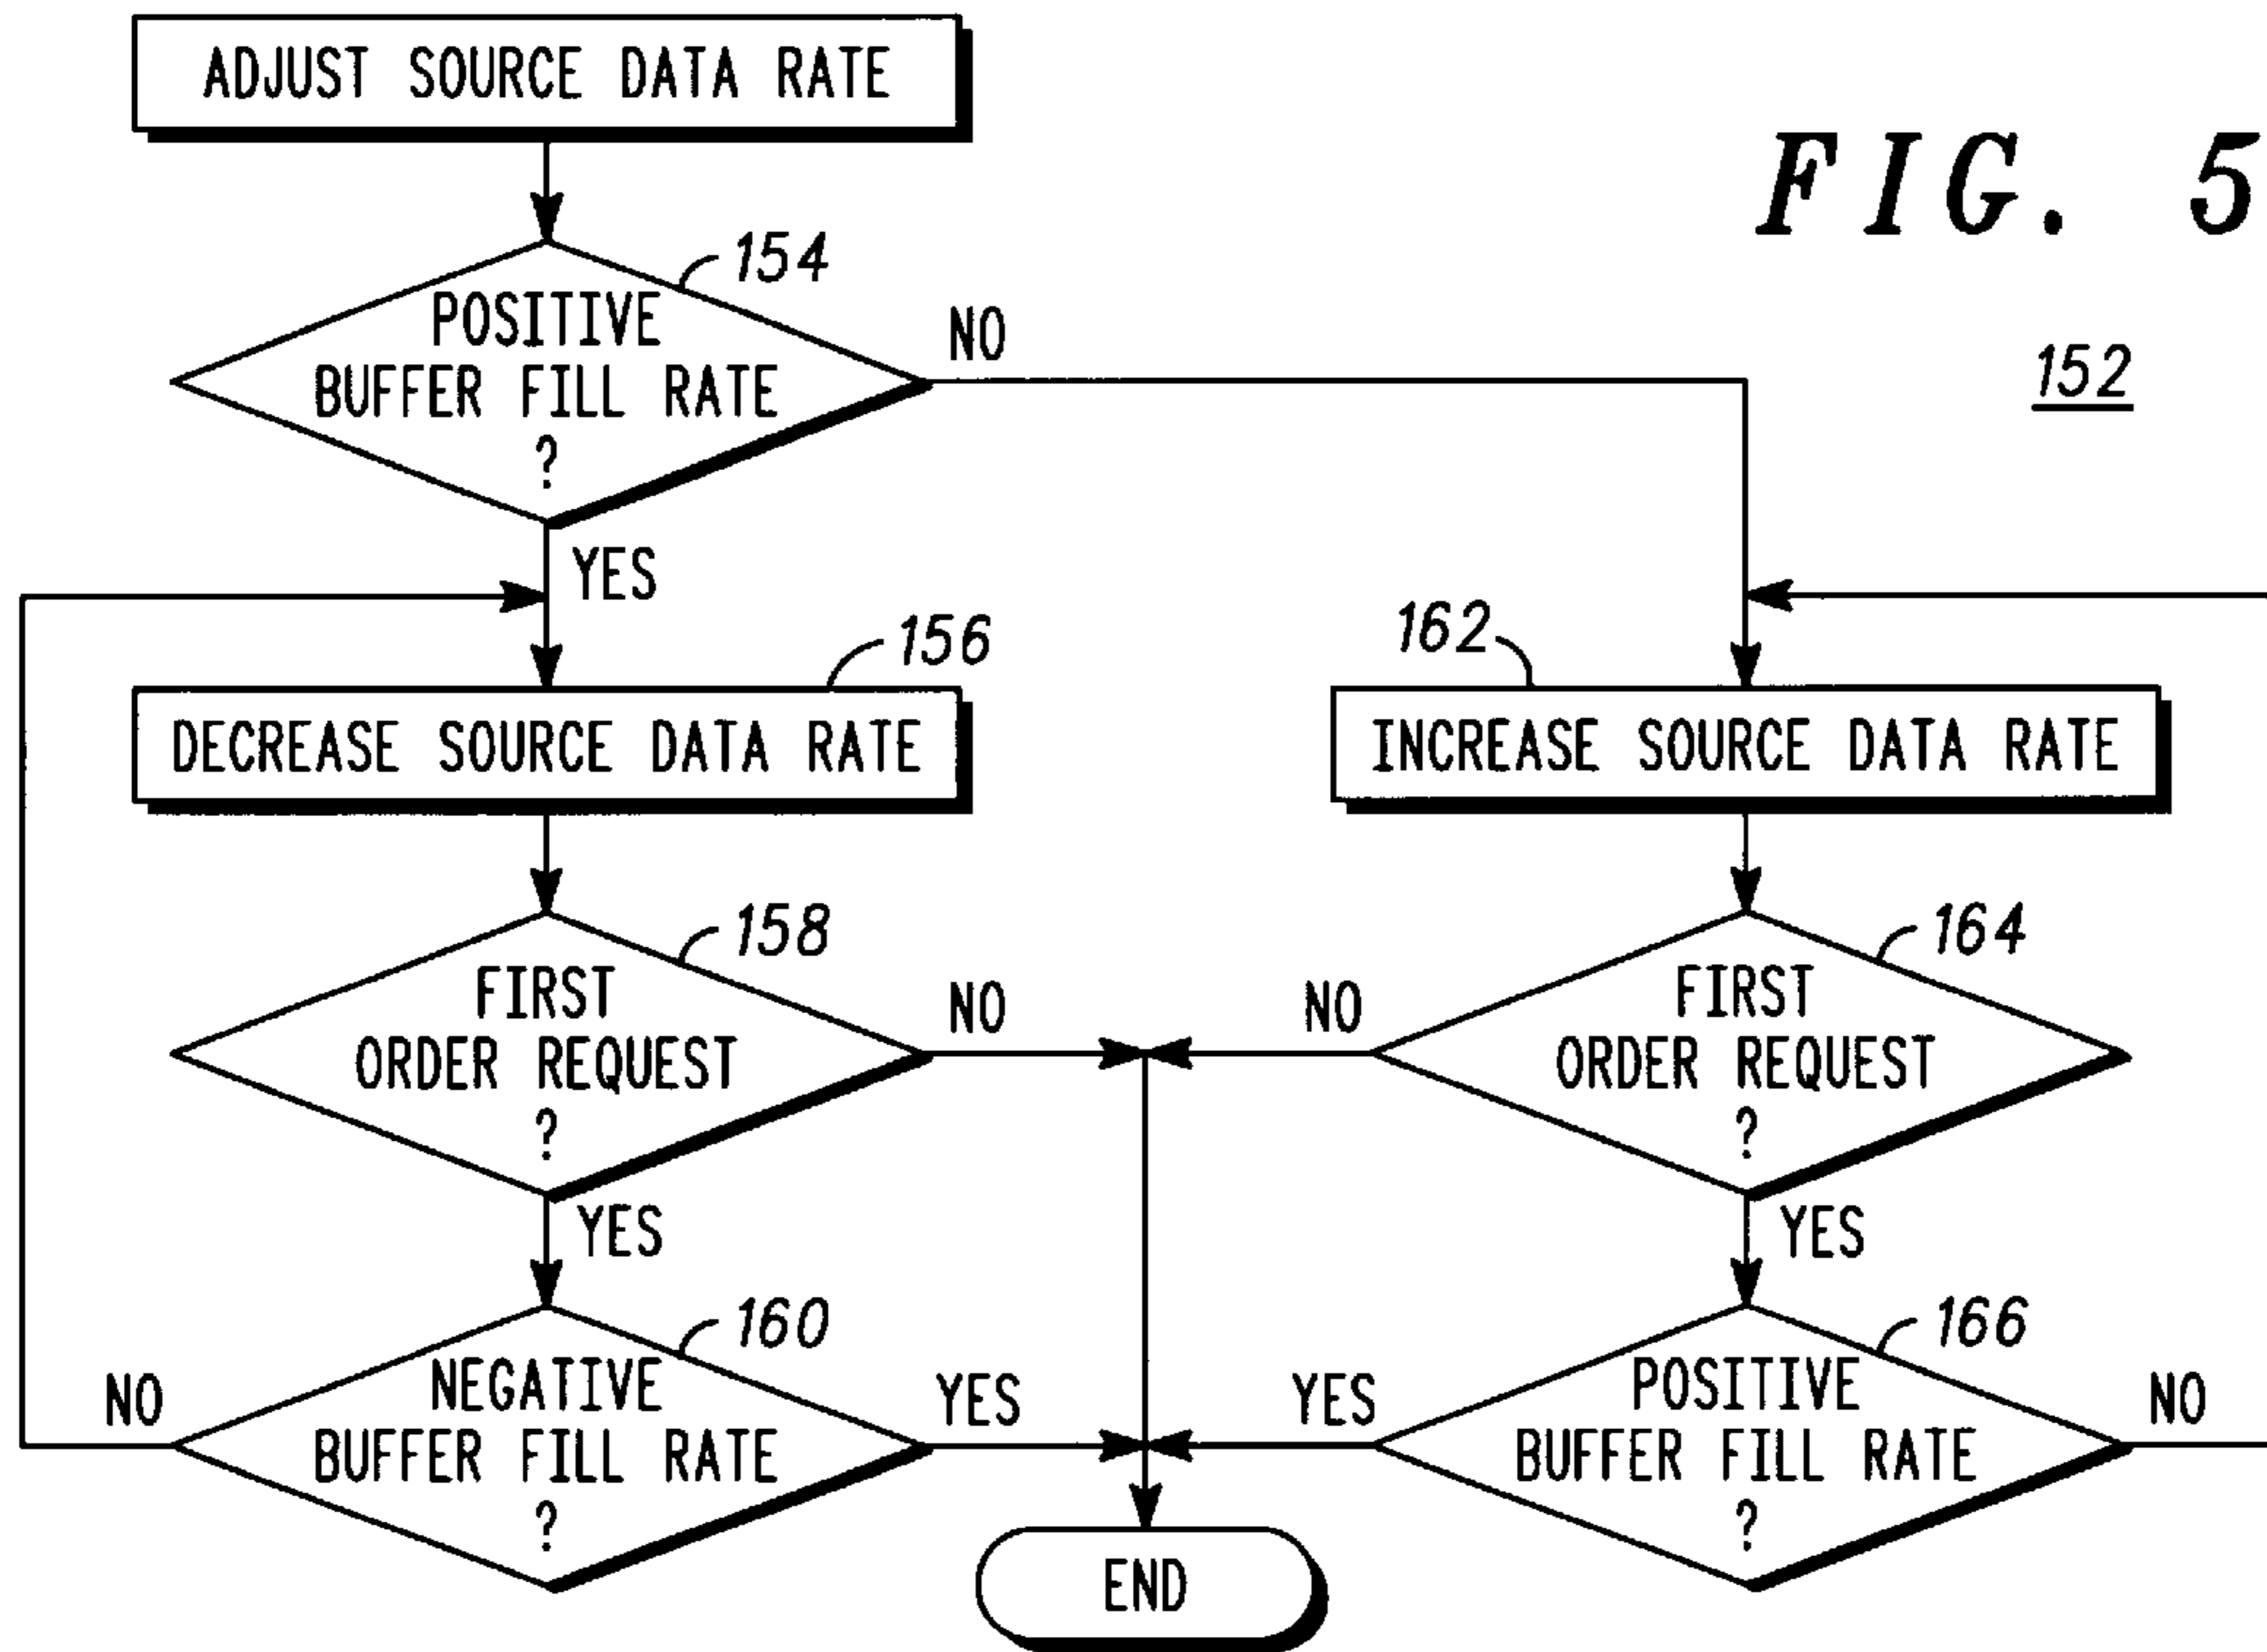 ADJUST SOURCE DATA RATE
FIG. 5
154
POSITIVE
BUFFER FILL RATE
?
NO
152
YES
156
DECREASE SOURCE DATA RATE
162
INCREASE SOURCE DATA RATE
158
FIRST
ORDER REQUEST
?
NO
NO
164
FIRST
ORDER REQUEST
?
YES
YES
160
NEGATIVE
BUFFER FILL RATE
?
NO
YES
YES
166
POSITIVE
BUFFER FILL RATE
?
NO
END